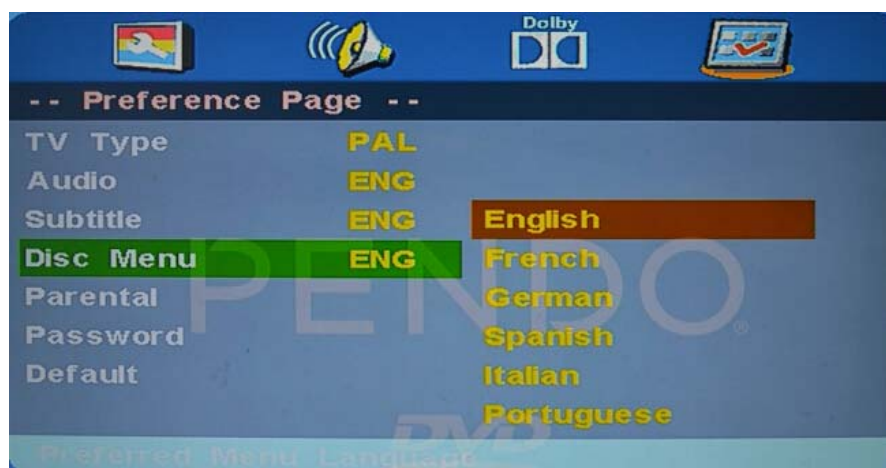 Dolby
-- Preference Page --
TV Type PAL
Audio ENG
Subtitle ENG English
Disc Menu ENG French
Parental German
Password Spanish
Default Italian
Portuguese
PENDO®
DVD
Preferred Menu Language